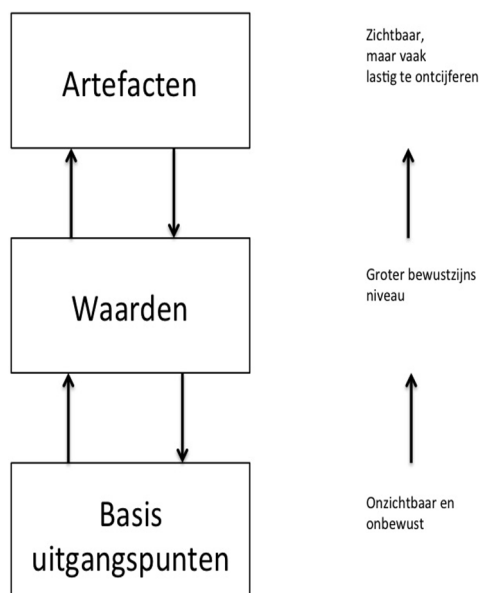 Artefacten
Zichtbaar,
maar vaak
lastig te ontcijferen
Waarden
Groter bewustzijns
niveau
Basis
uitgangspunten
Onzichtbaar en
onbewust